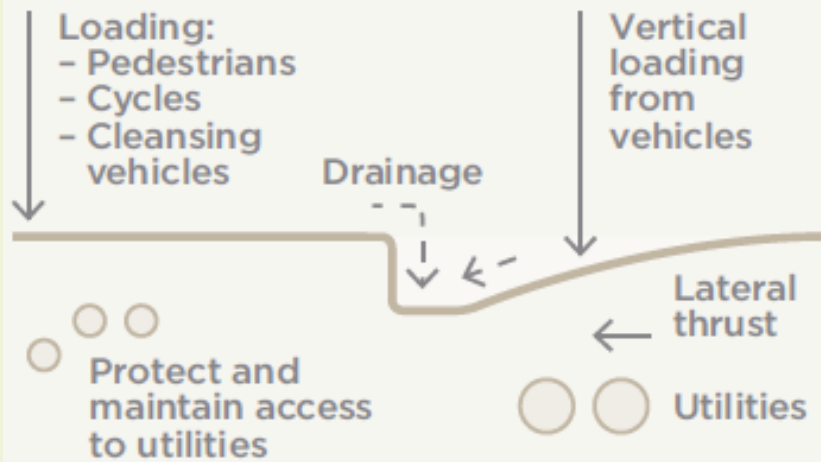 Loading:
– Pedestrians
– Cycles
– Cleansing
vehicles
Drainage
Vertical
loading
from
vehicles
Lateral
thrust
Protect and
maintain access
to utilities
Utilities